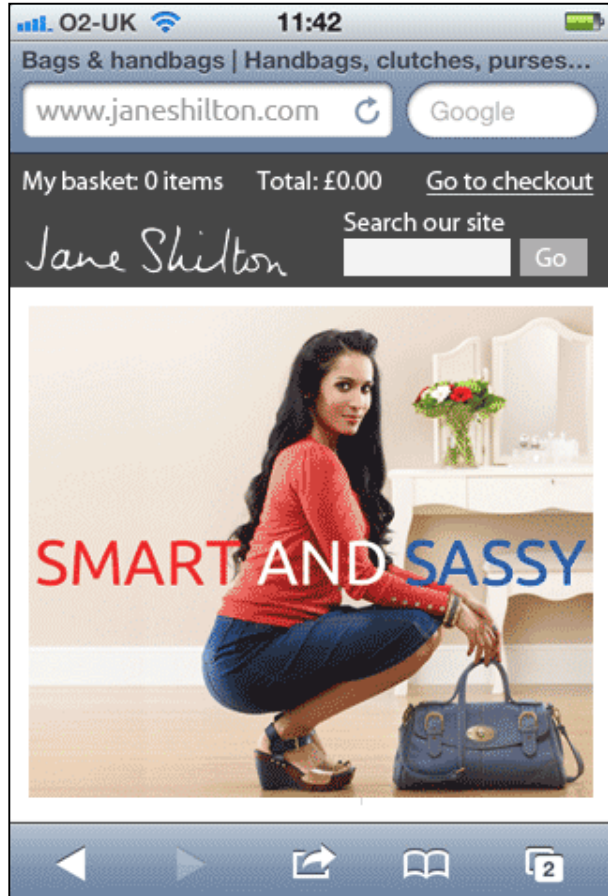 O2-UK 11:42
Bags & handbags | Handbags, clutches, purses...
www.janeshilton.com Google
My basket: 0 items Total: £0.00 Go to checkout
Search our site
Jane Shilton Go
SMART AND SASSY
2